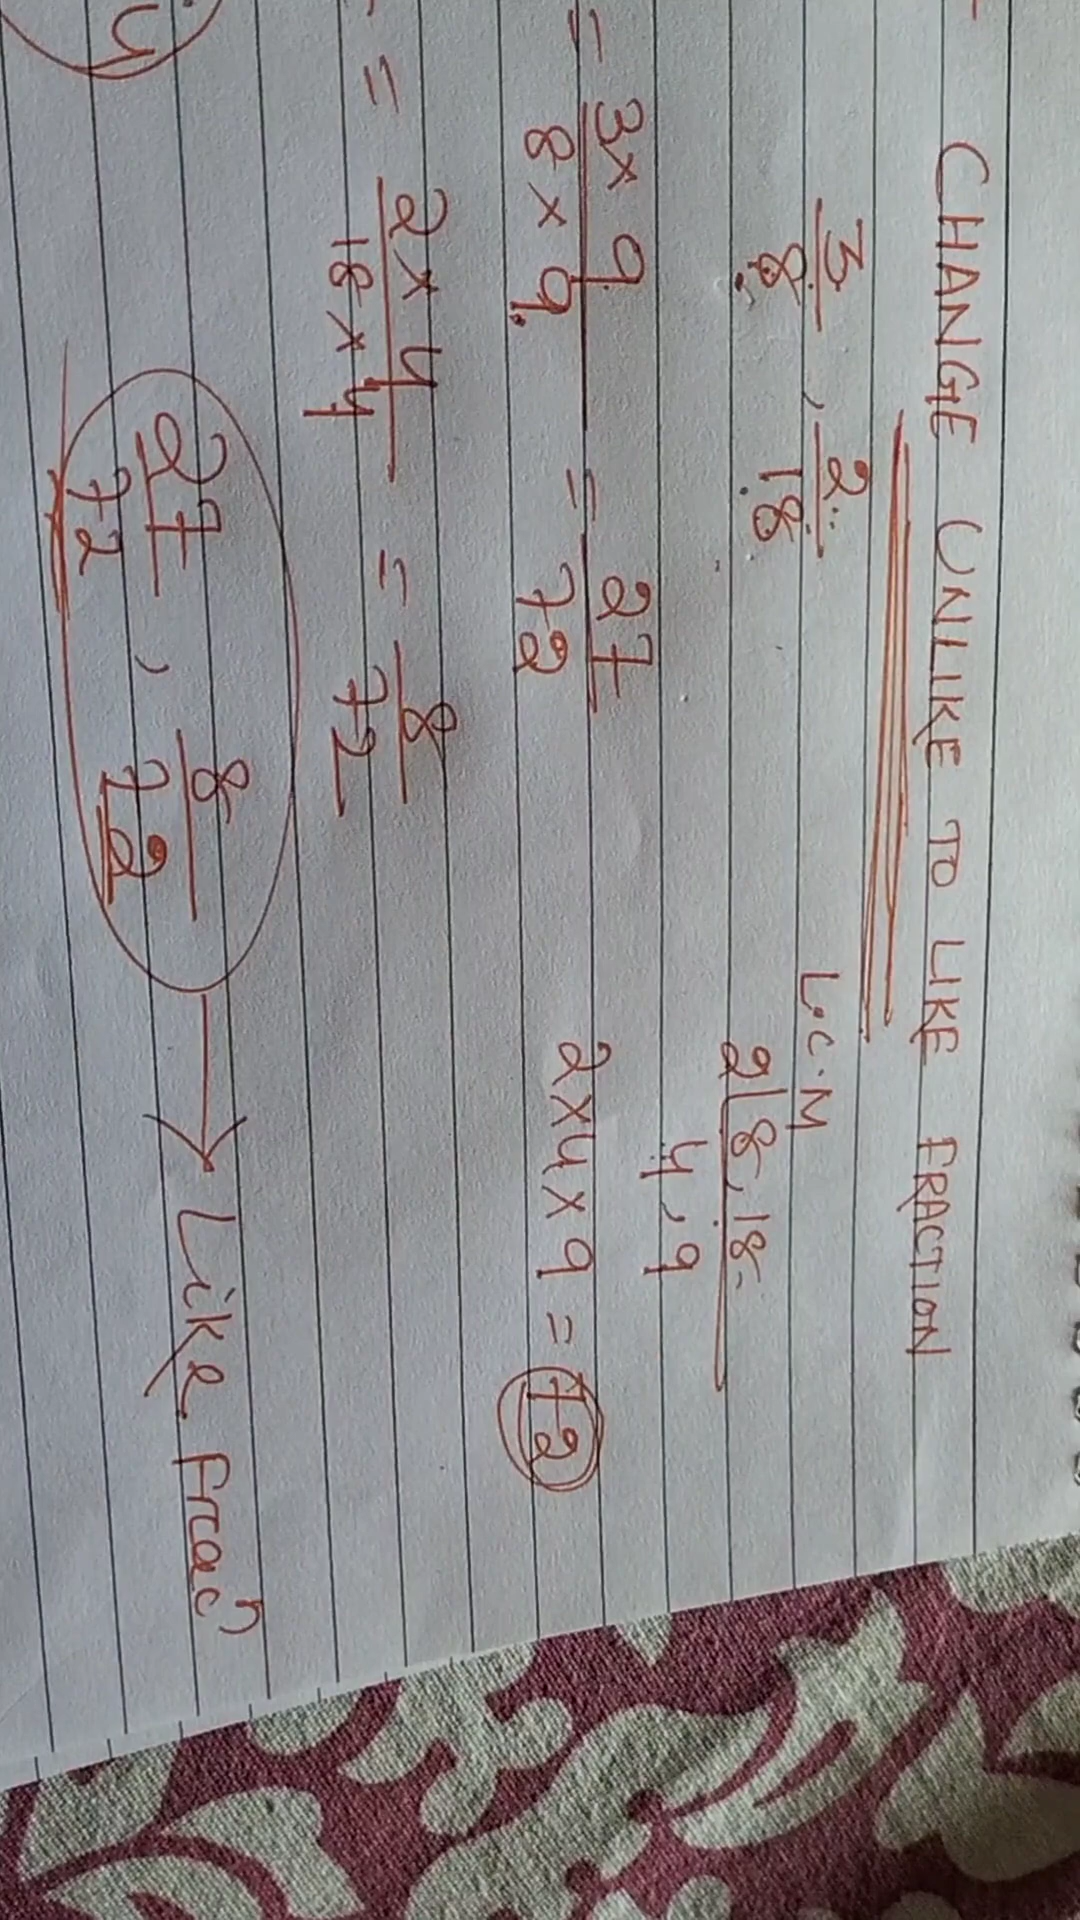 CHANGE UNLIKE TO LIKE FRACTION
3/8 , 2/18
L.C.M
2 | 8, 18
4, 9
= 3 x 9 / 8 x 9 = 27/72
2 x 4 x 9 = 72
= 2 x 4 / 18 x 4 = 8/72
27/72 , 8/72 → Like Fracⁿ